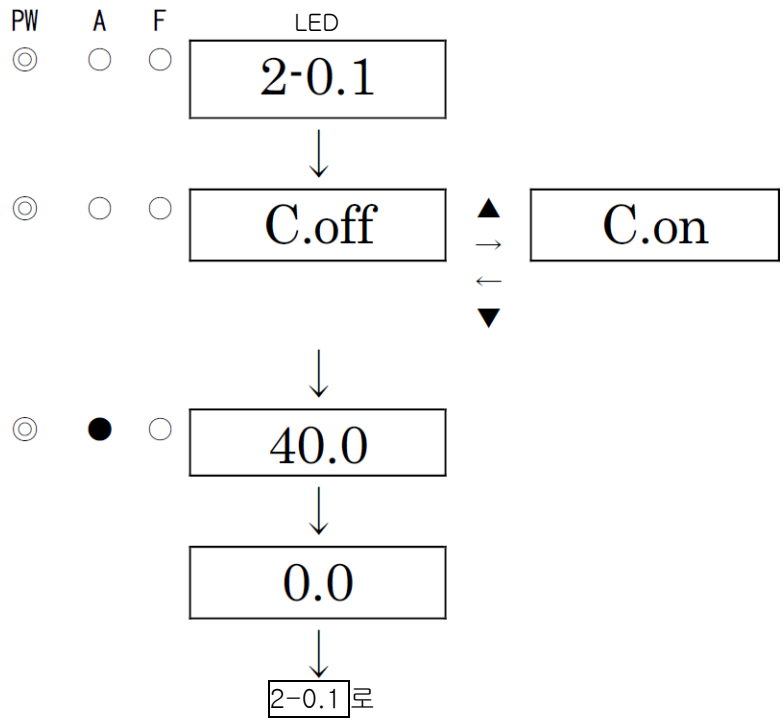 PW A F LED
◎ ○ ○ 2-0.1
↓
◎ ○ ○ C.off ▲ C.on
→
←
▼
↓
◎ ● ○ 40.0
↓
0.0
↓
2-0.1로